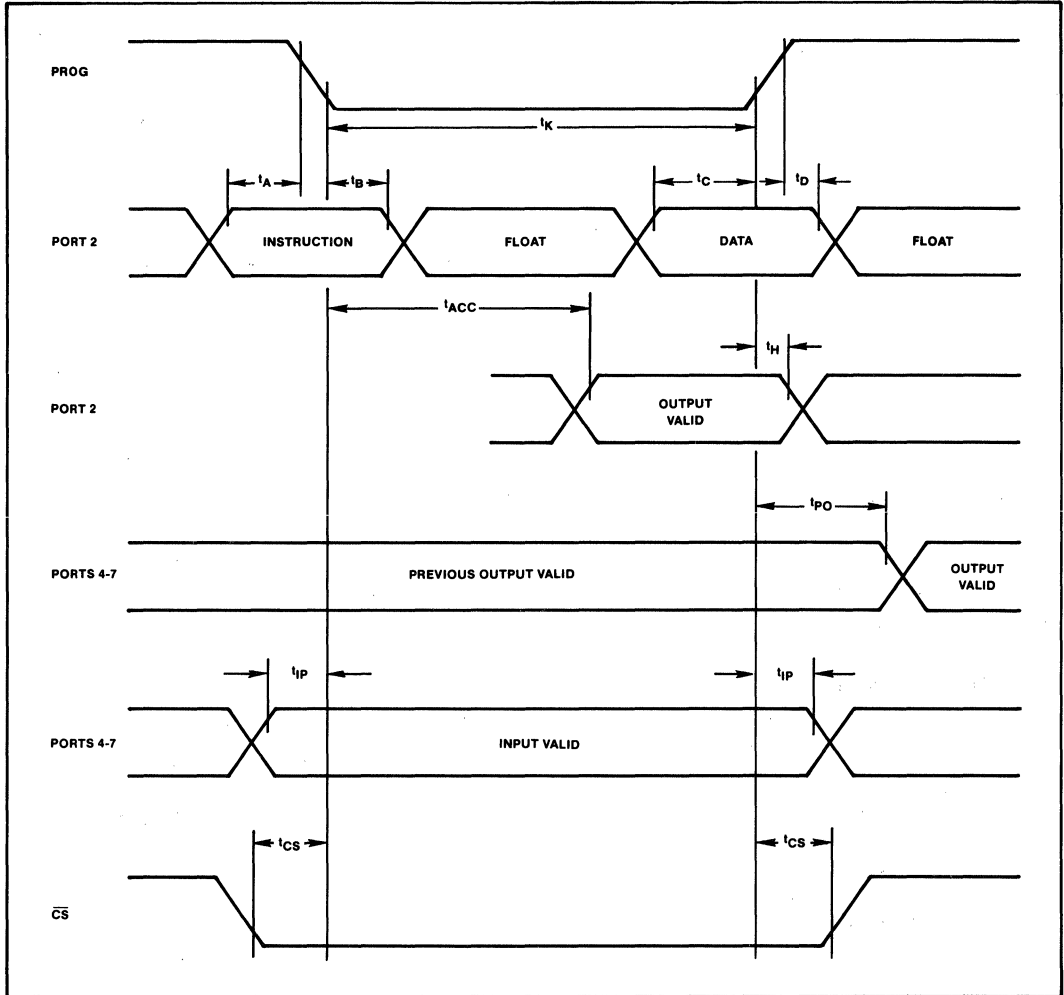 PROG
tK
tA
tB
tC
tD
PORT 2
INSTRUCTION
FLOAT
DATA
FLOAT
tACC
tH
PORT 2
OUTPUT
VALID
tPO
PORTS 4-7
PREVIOUS OUTPUT VALID
OUTPUT
VALID
tIP
tIP
PORTS 4-7
INPUT VALID
tCS
tCS
C̅S̅